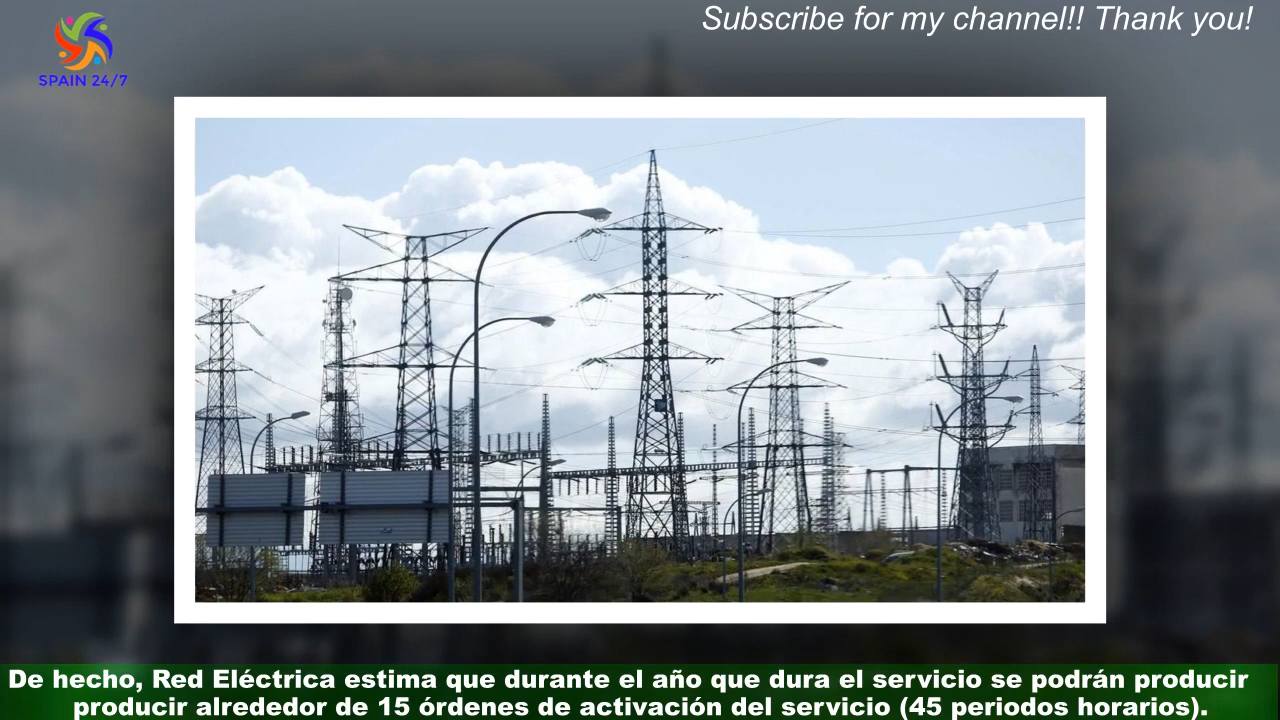 Subscribe for my channel!! Thank you!
SPAIN 24/7
De hecho, Red Eléctrica estima que durante el año que dura el servicio se podrán producir
producir alrededor de 15 órdenes de activación del servicio (45 periodos horarios).